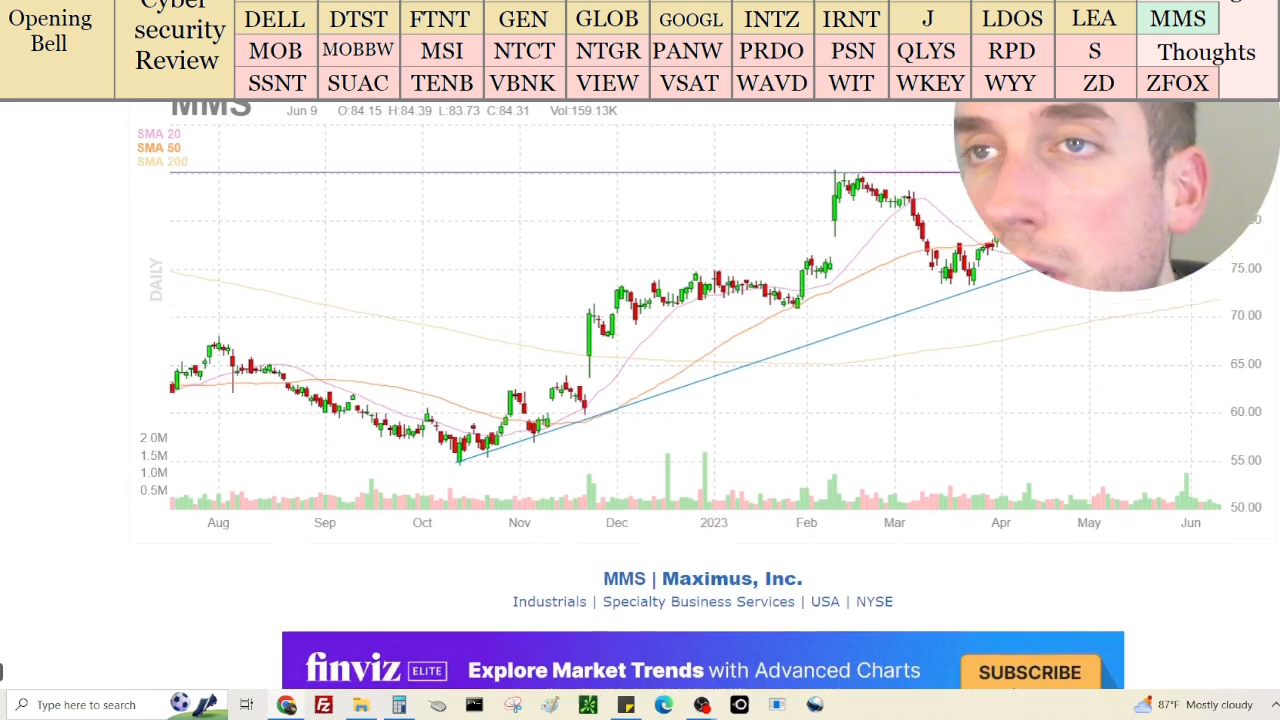 Opening
Bell
Cyber
security
Review
DELL DTST FTNT GEN GLOB GOOGL INTZ IRNT J LDOS LEA MMS
MOB MOBBW MSI NTCT NTGR PANW PRDO PSN QLYS RPD S Thoughts
SSNT SUAC TENB VBNK VIEW VSAT WAVD WIT WKEY WYY ZD ZFOX
MMS Jun 9 O:84.15 H:84.39 L:83.73 C:84.31 Vol:159.13K
SMA 20
SMA 50
SMA 200
DAILY
75.00
70.00
65.00
60.00
55.00
50.00
2.0M
1.5M
1.0M
0.5M
Aug Sep Oct Nov Dec 2023 Feb Mar Apr May Jun
MMS | Maximus, Inc.
Industrials | Specialty Business Services | USA | NYSE
finviz ELITE Explore Market Trends with Advanced Charts SUBSCRIBE
Type here to search
87°F Mostly cloudy